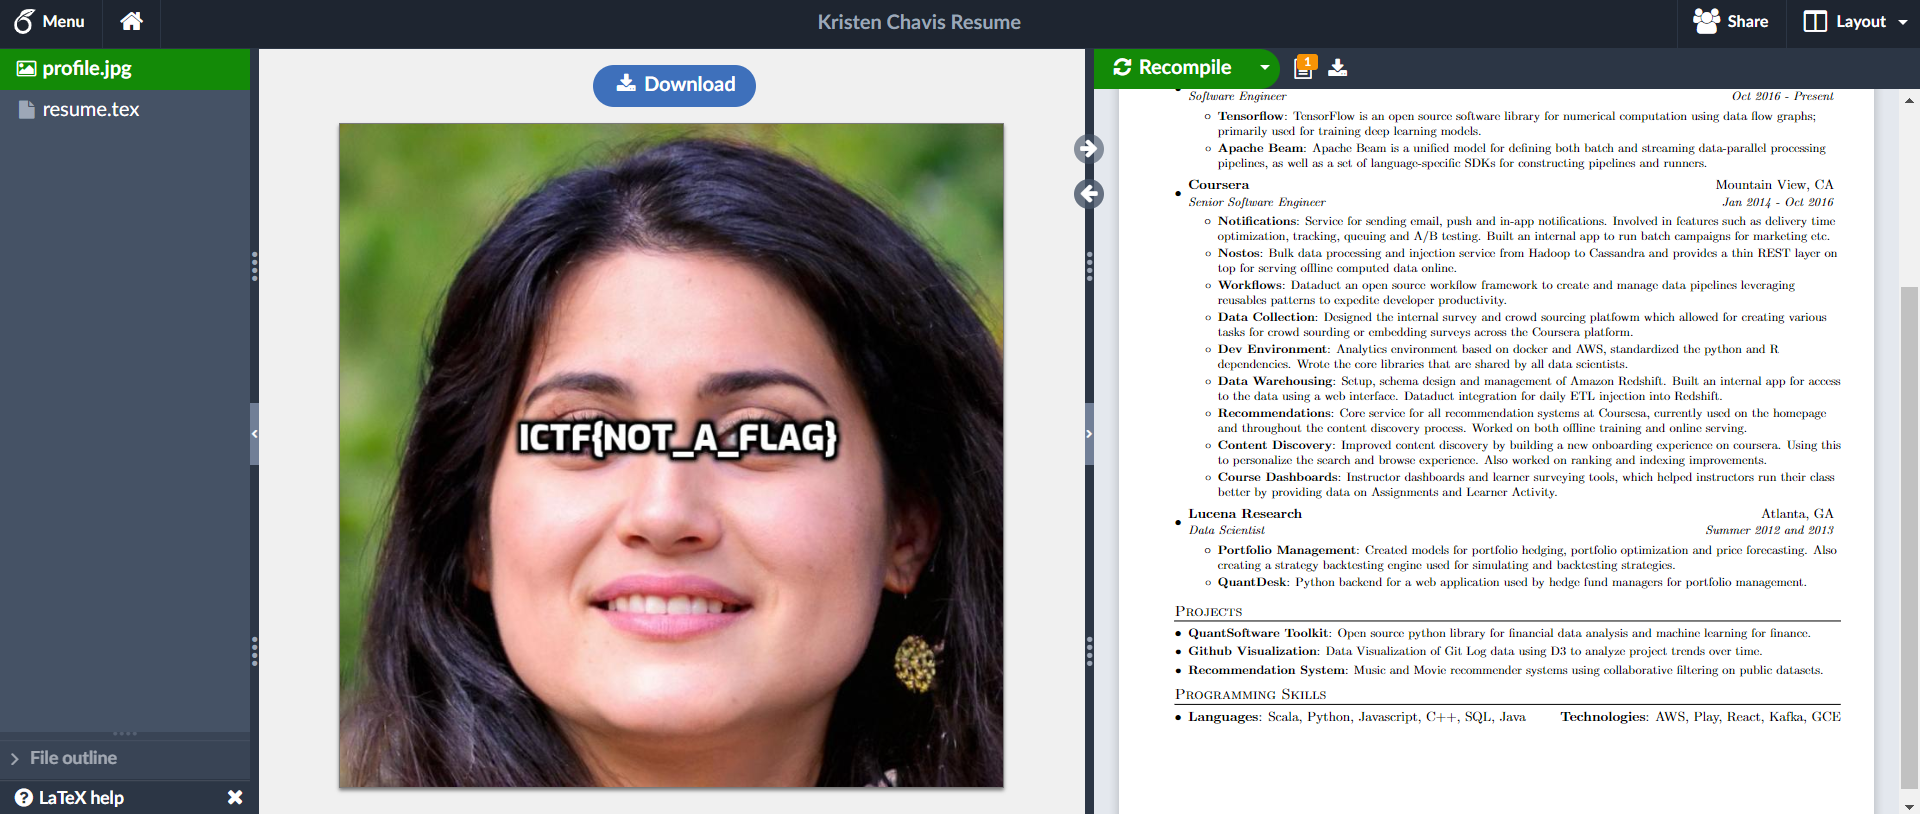 Menu
Kristen Chavis Resume
Share
Layout
profile.jpg
resume.tex
File outline
LaTeX help
Download
ICTF{NOT_A_FLAG}
Recompile
1
Software Engineer Oct 2016 - Present
Tensorflow: TensorFlow is an open source software library for numerical computation using data flow graphs;
primarily used for training deep learning models.
Apache Beam: Apache Beam is a unified model for defining both batch and streaming data-parallel processing
pipelines, as well as a set of language-specific SDKs for constructing pipelines and runners.
Coursera Mountain View, CA
Senior Software Engineer Jan 2014 - Oct 2016
Notifications: Service for sending email, push and in-app notifications. Involved in features such as delivery time
optimization, tracking, queuing and A/B testing. Built an internal app to run batch campaigns for marketing etc.
Nostos: Bulk data processing and injection service from Hadoop to Cassandra and provides a thin REST layer on
top for serving offline computed data online.
Workflows: Dataduct an open source workflow framework to create and manage data pipelines leveraging
reusables patterns to expedite developer productivity.
Data Collection: Designed the internal survey and crowd sourcing platfowm which allowed for creating various
tasks for crowd sourding or embedding surveys across the Coursera platform.
Dev Environment: Analytics environment based on docker and AWS, standardized the python and R
dependencies. Wrote the core libraries that are shared by all data scientists.
Data Warehousing: Setup, schema design and management of Amazon Redshift. Built an internal app for access
to the data using a web interface. Dataduct integration for daily ETL injection into Redshift.
Recommendations: Core service for all recommendation systems at Coursesa, currently used on the homepage
and throughout the content discovery process. Worked on both offline training and online serving.
Content Discovery: Improved content discovery by building a new onboarding experience on coursera. Using this
to personalize the search and browse experience. Also worked on ranking and indexing improvements.
Course Dashboards: Instructor dashboards and learner surveying tools, which helped instructors run their class
better by providing data on Assignments and Learner Activity.
Lucena Research Atlanta, GA
Data Scientist Summer 2012 and 2013
Portfolio Management: Created models for portfolio hedging, portfolio optimization and price forecasting. Also
creating a strategy backtesting engine used for simulating and backtesting strategies.
QuantDesk: Python backend for a web application used by hedge fund managers for portfolio management.
PROJECTS
QuantSoftware Toolkit: Open source python library for financial data analysis and machine learning for finance.
Github Visualization: Data Visualization of Git Log data using D3 to analyze project trends over time.
Recommendation System: Music and Movie recommender systems using collaborative filtering on public datasets.
PROGRAMMING SKILLS
Languages: Scala, Python, Javascript, C++, SQL, Java Technologies: AWS, Play, React, Kafka, GCE